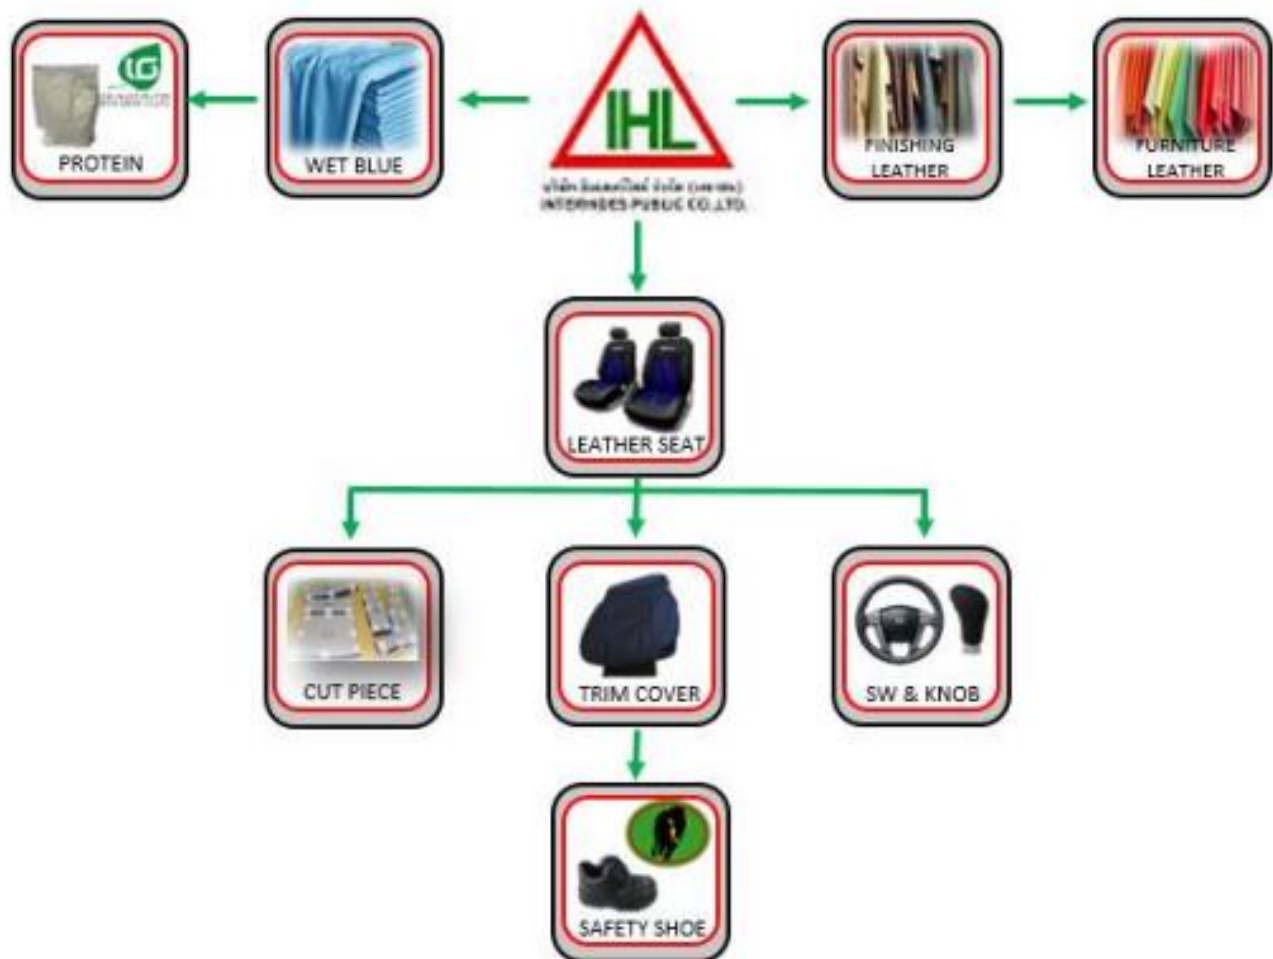 PROTEIN
WET BLUE
IHL
INTERHIDES PUBLIC CO.,LTD.
FINISHING
LEATHER
FURNITURE
LEATHER
LEATHER SEAT
CUT PIECE
TRIM COVER
SW & KNOB
SAFETY SHOE